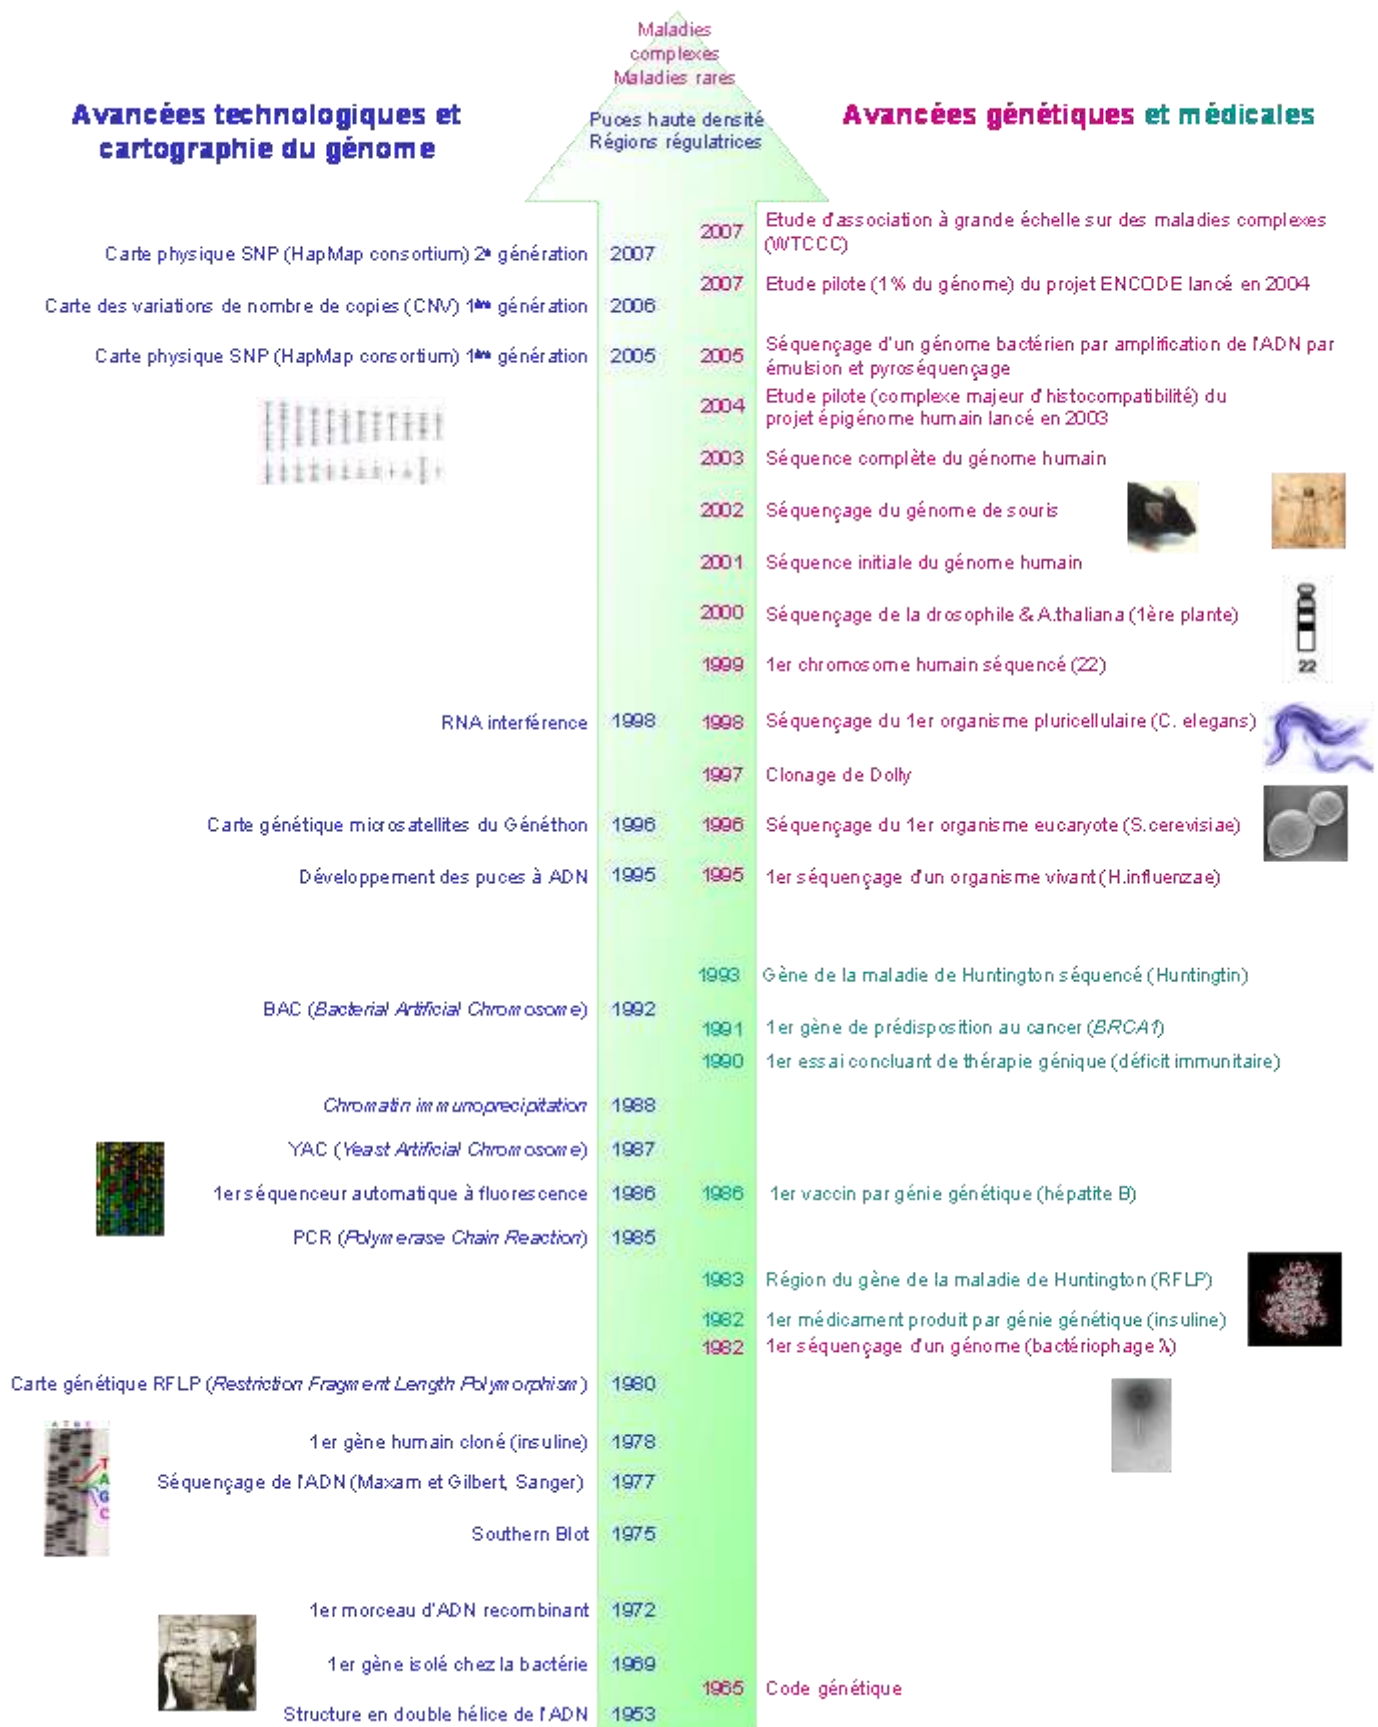 Maladies
complexes
Maladies rares
Puces haute densité
Régions régulatrices
Avancées technologiques et
cartographie du génome
Carte physique SNP (HapMap consortium) 2e génération 2007
Carte des variations de nombre de copies (CNV) 1ère génération 2006
Carte physique SNP (HapMap consortium) 1ère génération 2005
RNA interférence 1998
Carte génétique microsatellites du Généthon 1996
Développement des puces à ADN 1995
BAC (Bacterial Artificial Chromosome) 1992
Chromatin immunoprecipitation 1988
YAC (Yeast Artificial Chromosome) 1987
1er séquenceur automatique à fluorescence 1986
PCR (Polymerase Chain Reaction) 1985
Carte génétique RFLP (Restriction Fragment Length Polymorphism) 1980
1er gène humain cloné (insuline) 1978
Séquençage de l'ADN (Maxam et Gilbert, Sanger) 1977
T
A
G
C
Southern Blot 1975
1er morceau d'ADN recombinant 1972
1er gène isolé chez la bactérie 1969
Structure en double hélice de l'ADN 1953
Avancées génétiques et médicales
2007 Etude d'association à grande échelle sur des maladies complexes
(WTCCC)
2007 Etude pilote (1% du génome) du projet ENCODE lancé en 2004
2005 Séquençage d'un génome bactérien par amplification de l'ADN par
émulsion et pyroséquençage
2004 Etude pilote (complexe majeur d'histocompatibilité) du
projet épigénome humain lancé en 2003
2003 Séquence complète du génome humain
2002 Séquençage du génome de souris
2001 Séquence initiale du génome humain
2000 Séquençage de la drosophile & A.thaliana (1ère plante)
1999 1er chromosome humain séquencé (22)
22
1998 Séquençage du 1er organisme pluricellulaire (C. elegans)
1997 Clonage de Dolly
1996 Séquençage du 1er organisme eucaryote (S.cerevisiae)
1995 1er séquençage d'un organisme vivant (H.influenzae)
1993 Gène de la maladie de Huntington séquencé (Huntingtin)
1991 1er gène de prédisposition au cancer (BRCA1)
1990 1er essai concluant de thérapie génique (déficit immunitaire)
1986 1er vaccin par génie génétique (hépatite B)
1983 Région du gène de la maladie de Huntington (RFLP)
1982 1er médicament produit par génie génétique (insuline)
1982 1er séquençage d'un génome (bactériophage λ)
1965 Code génétique